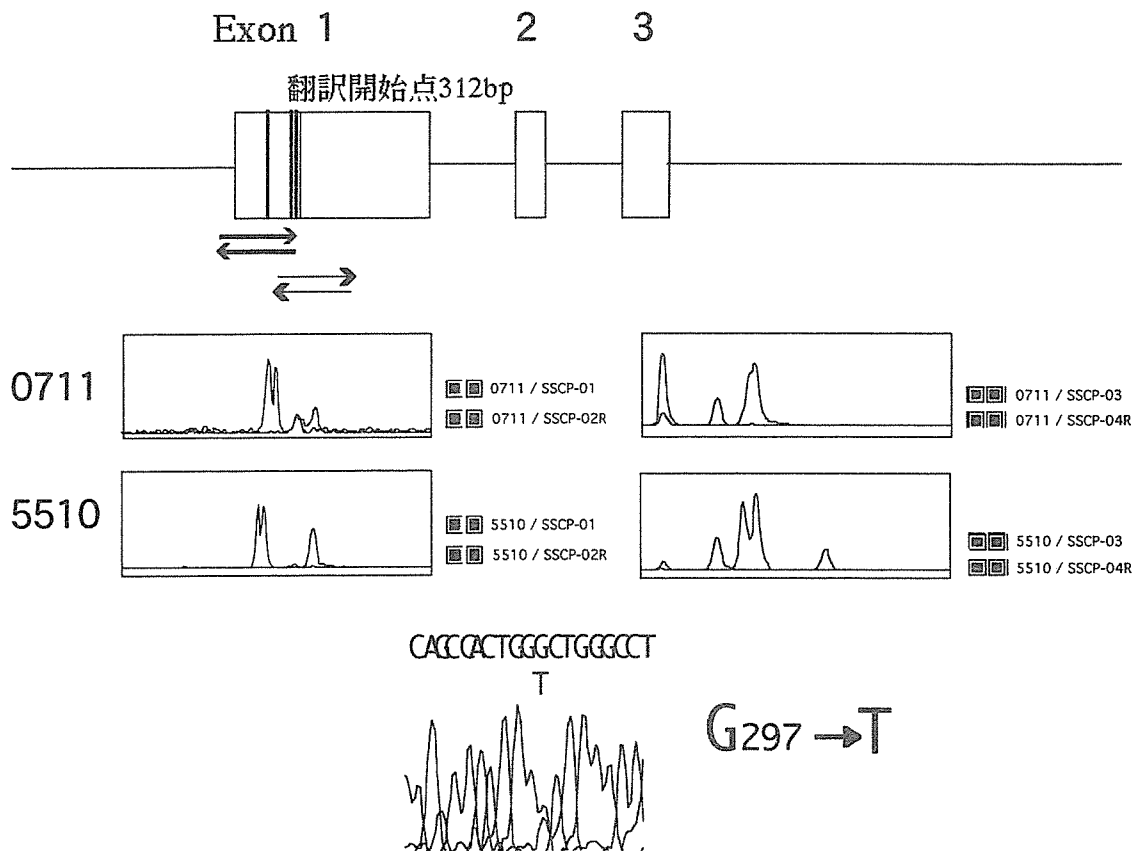 Exon 1 2 3
翻訳開始点312bp
0711
0711 / SSCP-01
0711 / SSCP-02R
0711 / SSCP-03
0711 / SSCP-04R
5510
5510 / SSCP-01
5510 / SSCP-02R
5510 / SSCP-03
5510 / SSCP-04R
CAGCCACTGGGCTGGGCCT
T
G297→T